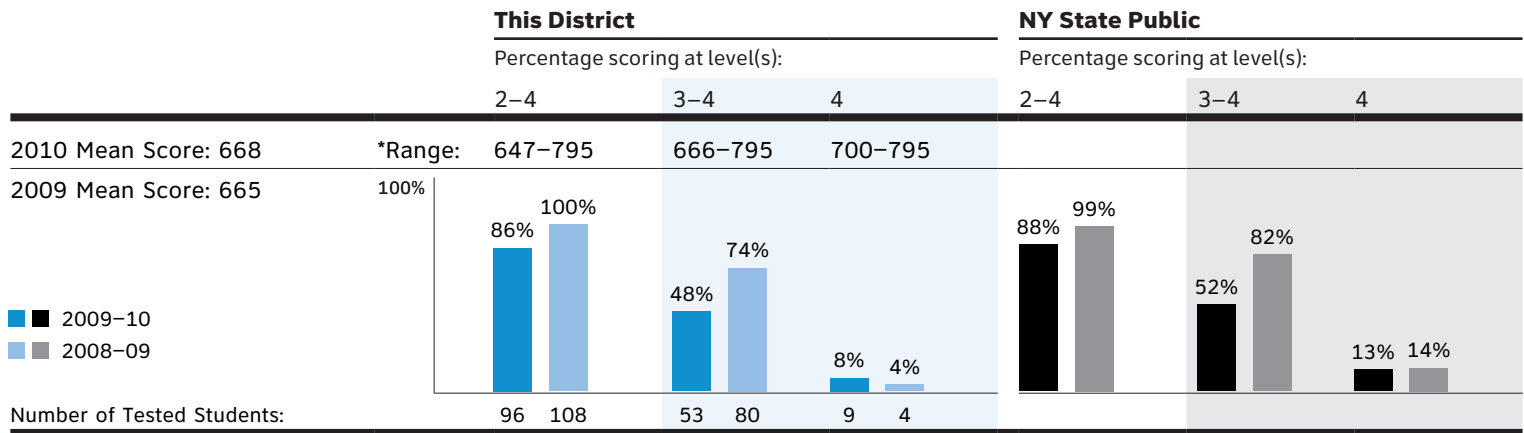 This District NY State Public
Percentage scoring at level(s): Percentage scoring at level(s):
2–4 3–4 4 2–4 3–4 4
2010 Mean Score: 668 *Range: 647–795 666–795 700–795
2009 Mean Score: 665 100%
86% 100% 48% 74% 8% 4% 88% 99% 52% 82% 13% 14%
2009–10
2008–09
Number of Tested Students: 96 108 53 80 9 4